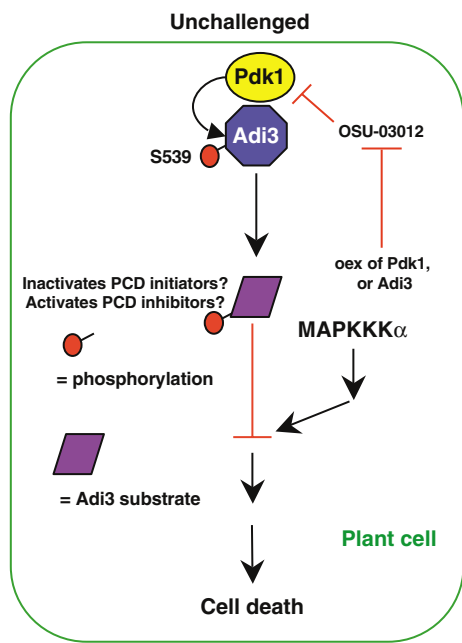 Unchallenged
Pdk1
Adi3
OSU-03012
S539
oex of Pdk1,
or Adi3
Inactivates PCD initiators?
Activates PCD inhibitors?
MAPKKKα
= phosphorylation
= Adi3 substrate
Plant cell
Cell death